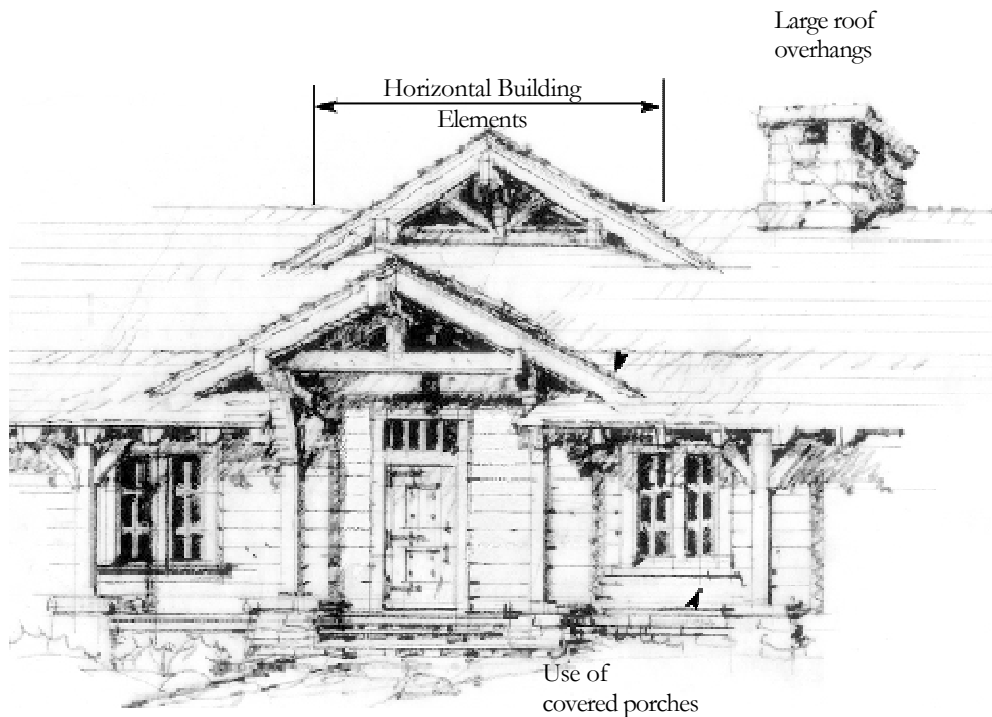 Large roof
overhangs
Horizontal Building
Elements
Use of
covered porches